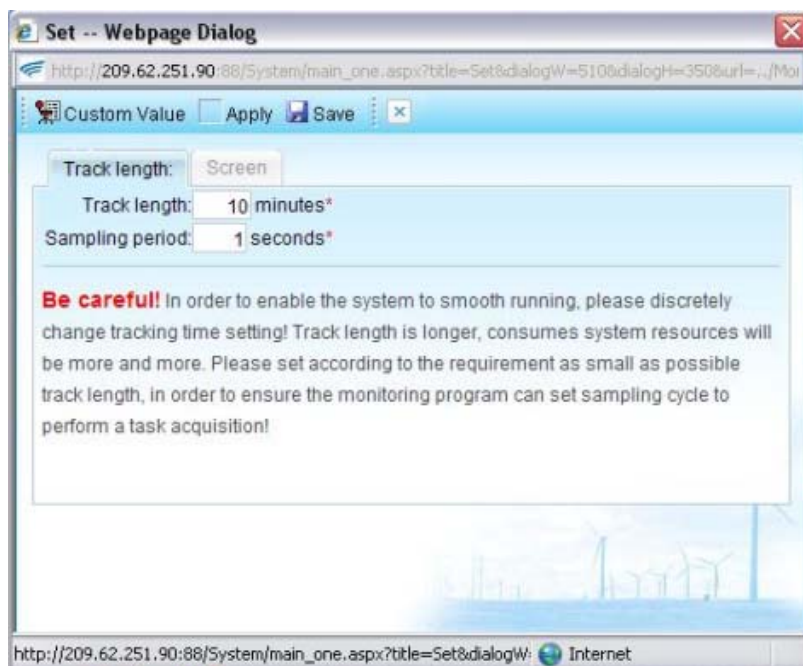 Set -- Webpage Dialog
http://209.62.251.90:88/System/main_one.aspx?title=Set&dialogW=510&dialogH=350&url=../Mor
Custom Value Apply Save
Track length: Screen
Track length: 10 minutes*
Sampling period: 1 seconds*
Be careful! In order to enable the system to smooth running, please discretely
change tracking time setting! Track length is longer, consumes system resources will
be more and more. Please set according to the requirement as small as possible
track length, in order to ensure the monitoring program can set sampling cycle to
perform a task acquisition!
http://209.62.251.90:88/System/main_one.aspx?title=Set&dialogW: Internet